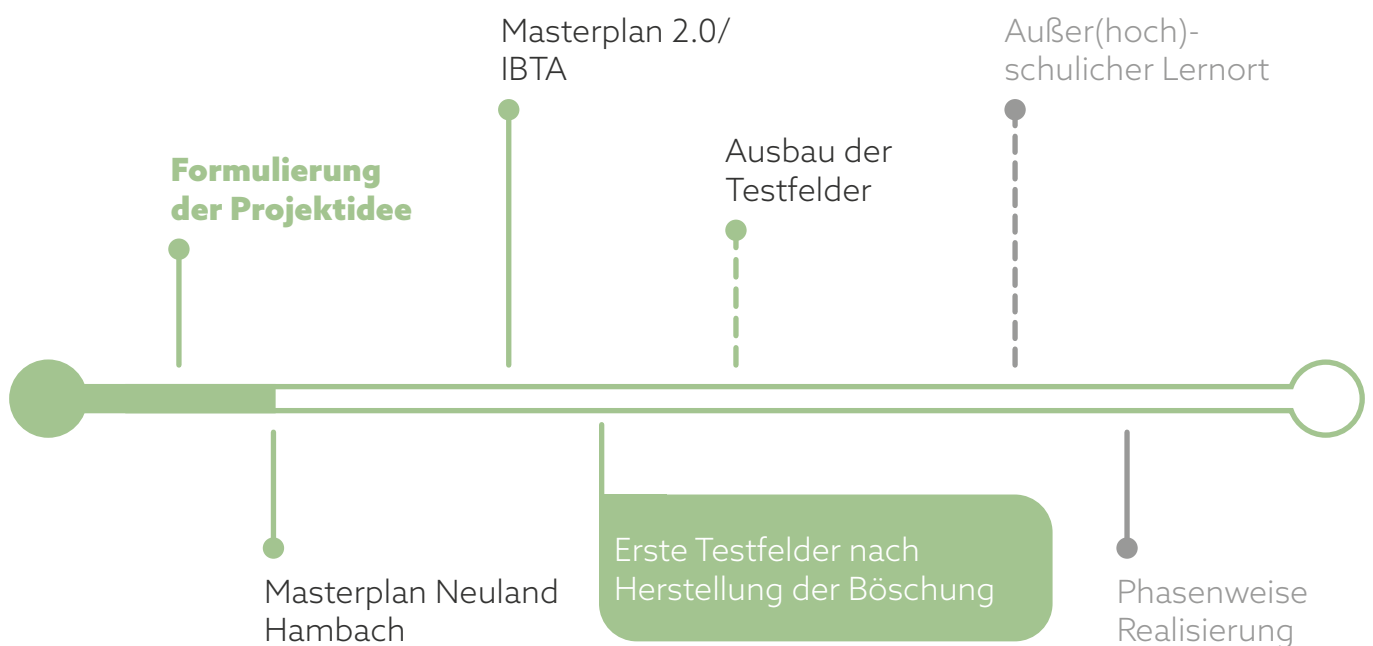 Masterplan 2.0/
IBTA
Außer(hoch)-
schulicher Lernort
Ausbau der
Testfelder
Formulierung
der Projektidee
Erste Testfelder nach
Herstellung der Böschung
Masterplan Neuland
Hambach
Phasenweise
Realisierung